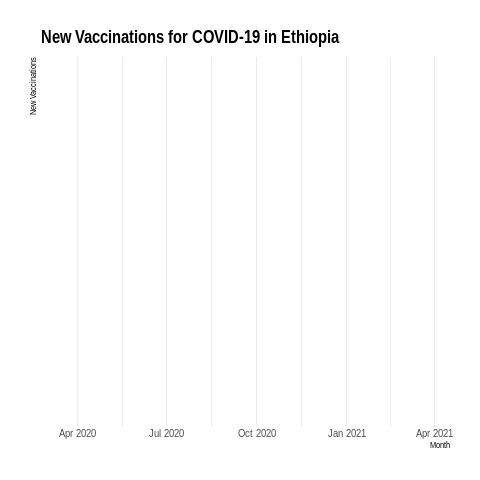 New Vaccinations for COVID-19 in Ethiopia
New Vaccinations
Apr 2020 Jul 2020 Oct 2020 Jan 2021 Apr 2021
Month